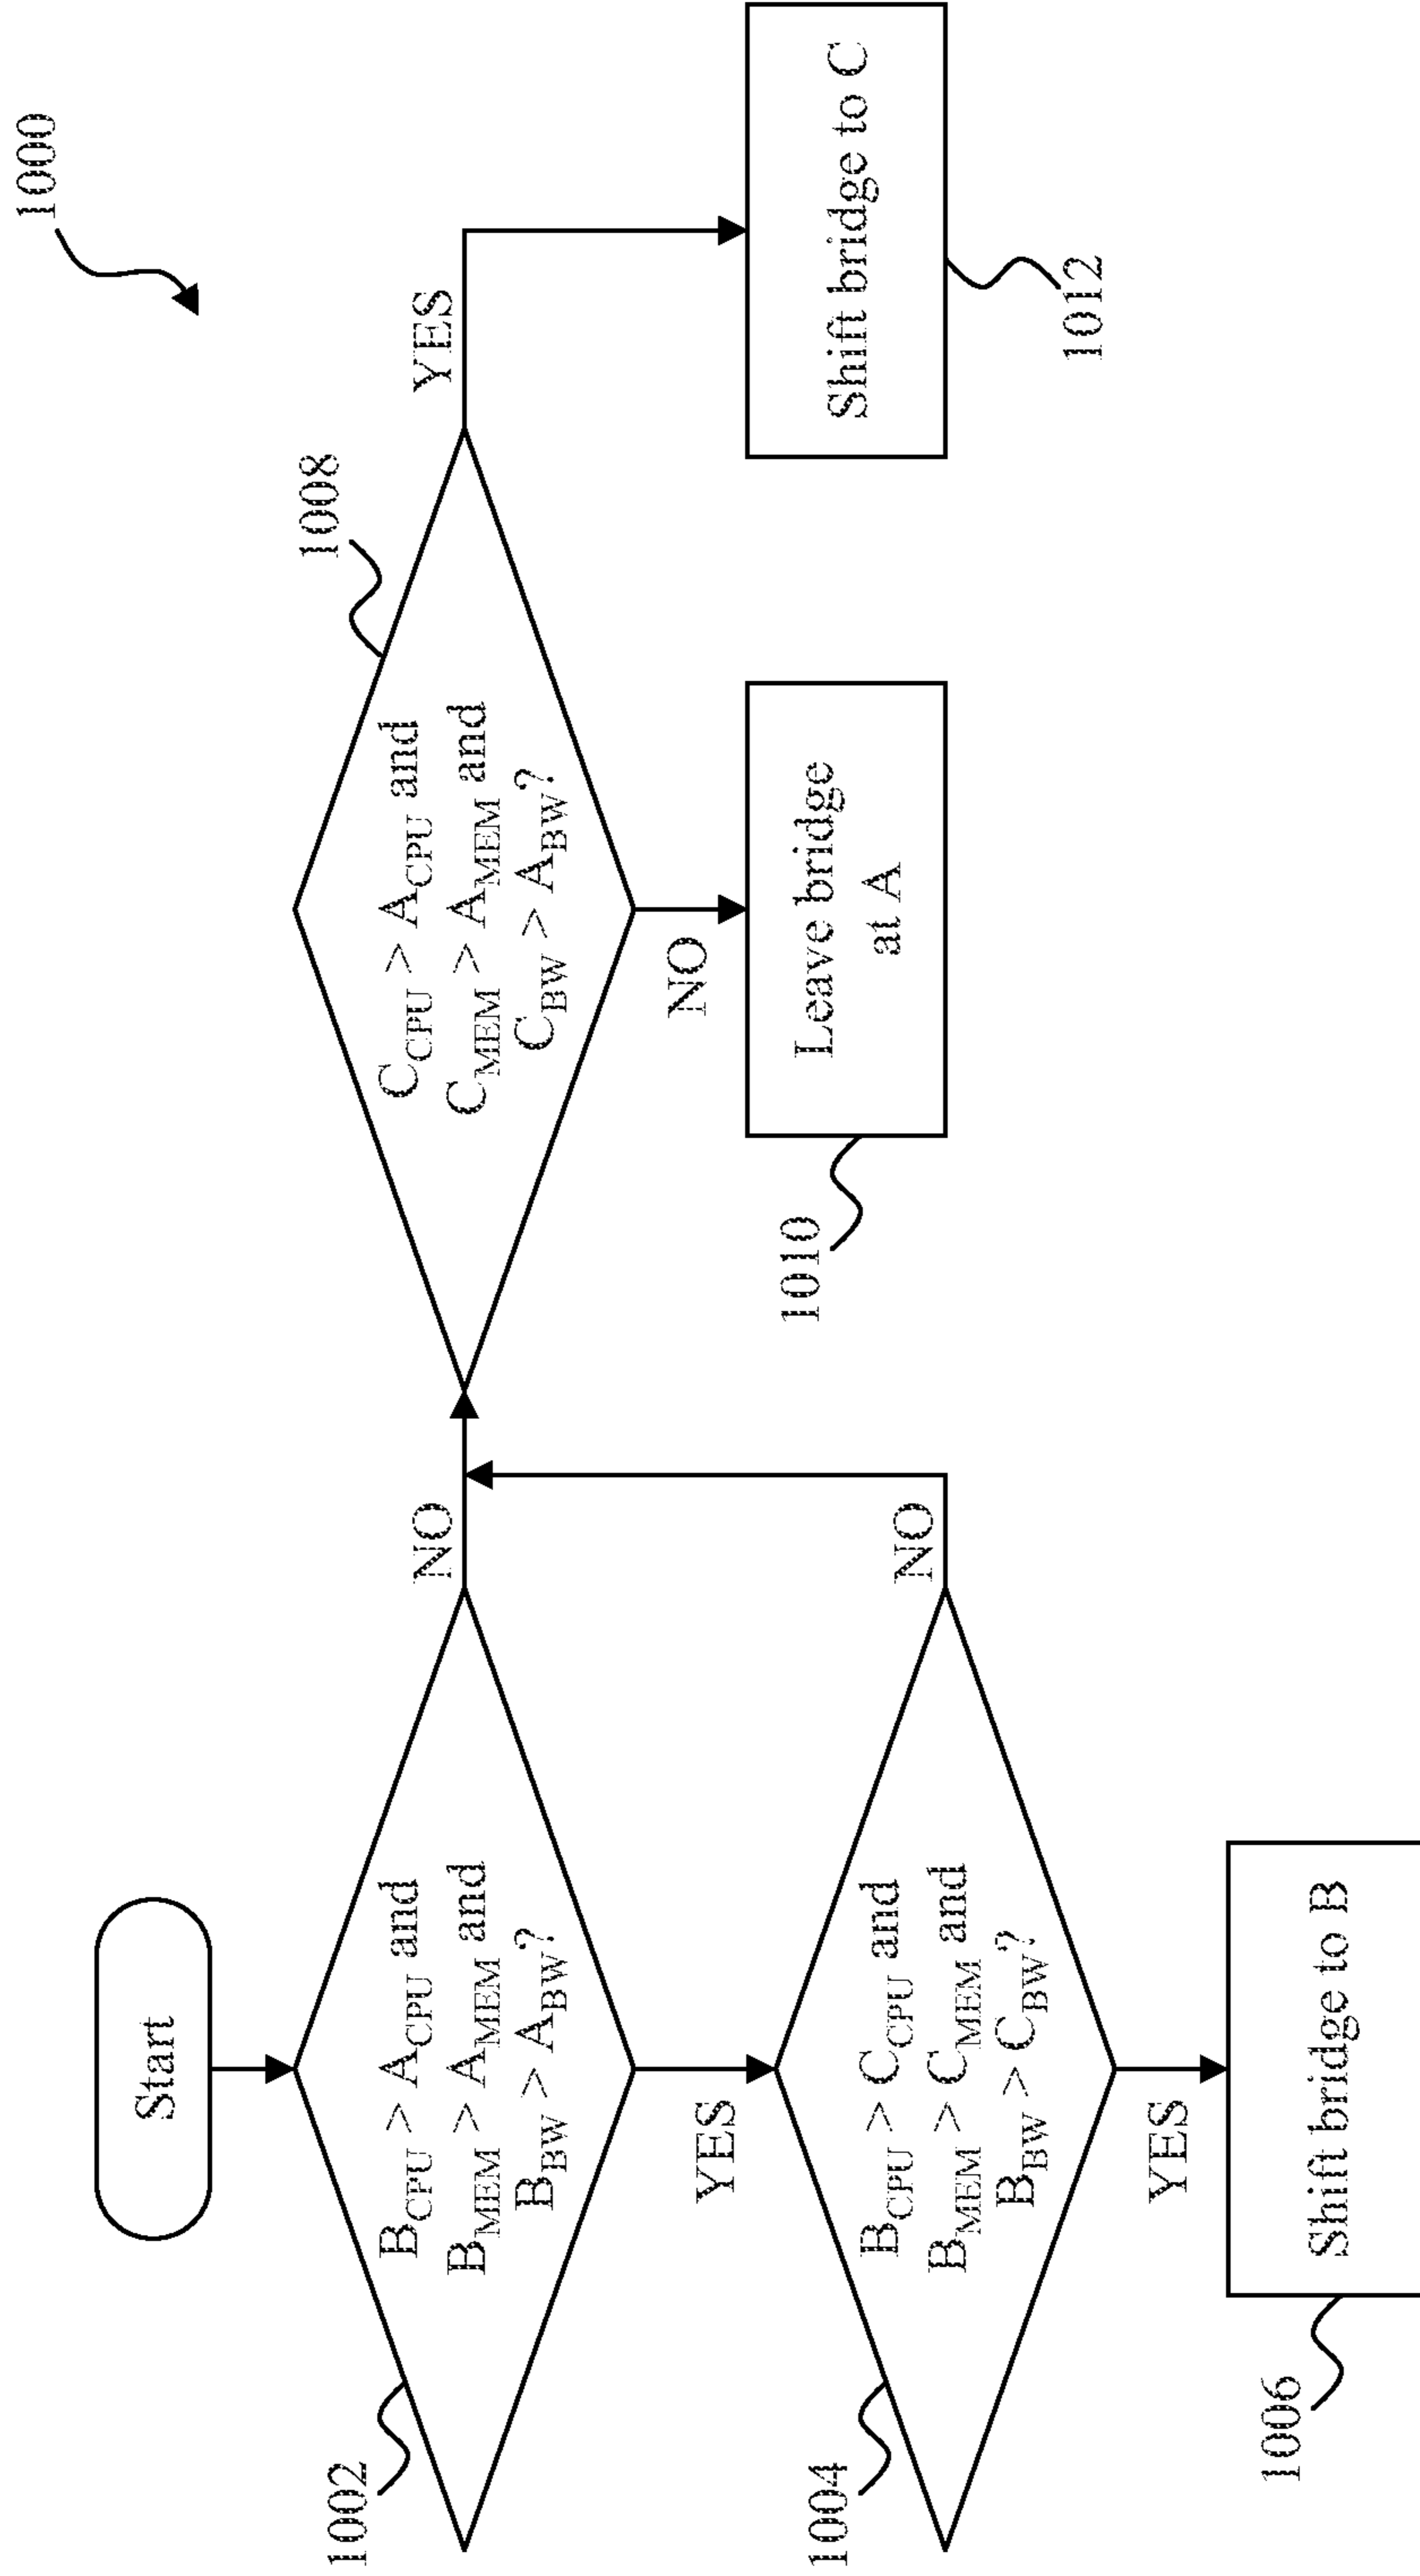 1000
Start
1002
B_CPU > A_CPU and
B_MEM > A_MEM and
B_BW > A_BW?
NO
YES
1004
B_CPU > C_CPU and
B_MEM > C_MEM and
B_BW > C_BW?
NO
YES
1006
Shift bridge to B
1008
C_CPU > A_CPU and
C_MEM > A_MEM and
C_BW > A_BW?
YES
NO
1010
Leave bridge
at A
Shift bridge to C
1012